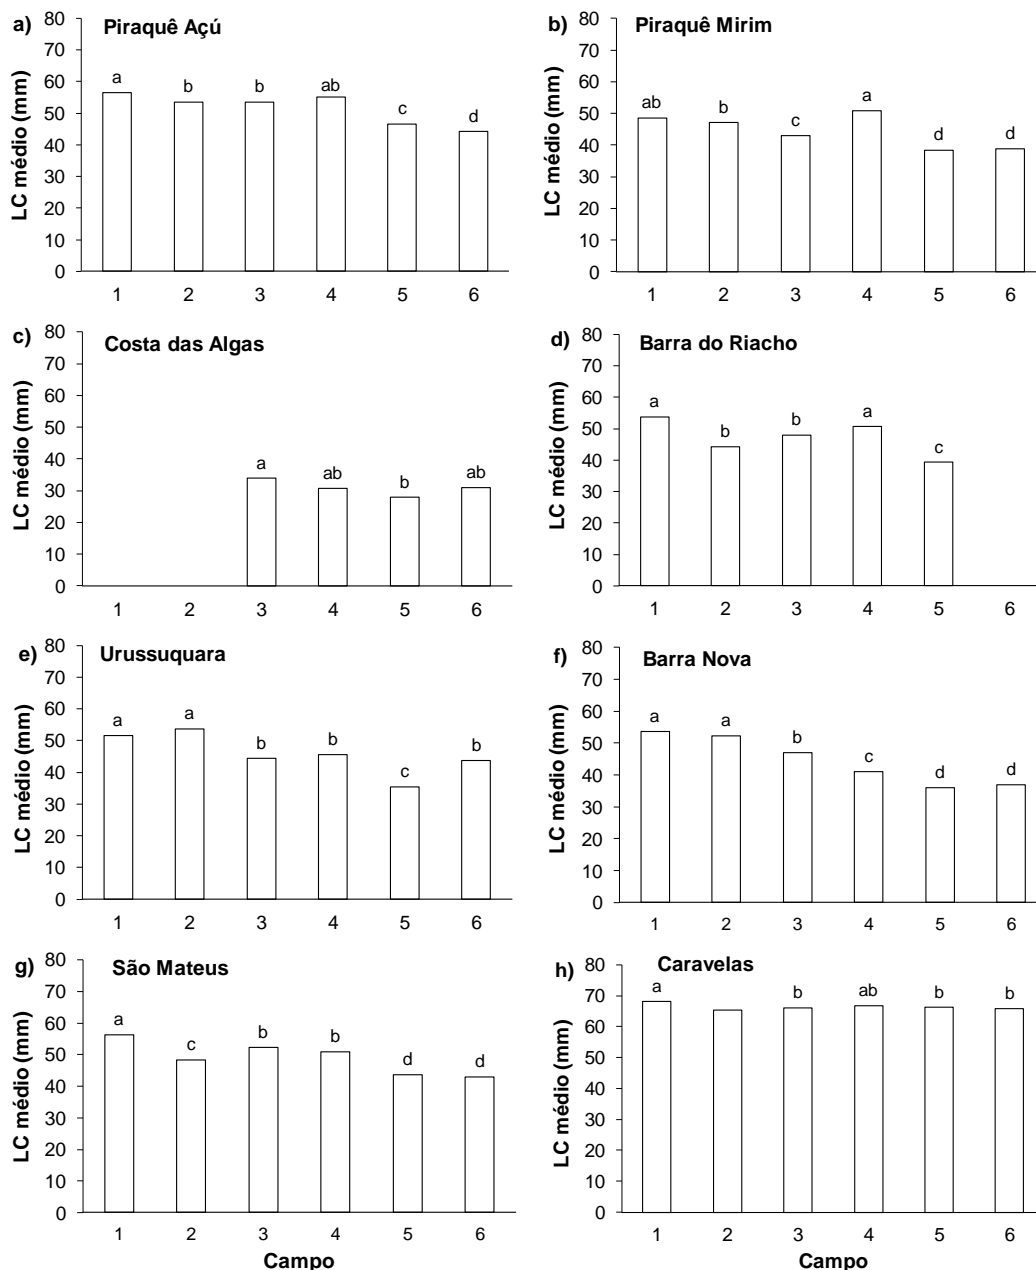 a) Piraquê Açú
LC médio (mm)
80
70
60
50
40
30
20
10
0
a b b ab c d
1 2 3 4 5 6
b) Piraquê Mirim
LC médio (mm)
80
70
60
50
40
30
20
10
0
ab b c a d d
1 2 3 4 5 6
c) Costa das Algas
LC médio (mm)
80
70
60
50
40
30
20
10
0
a ab b ab
1 2 3 4 5 6
d) Barra do Riacho
LC médio (mm)
80
70
60
50
40
30
20
10
0
a b b a c
1 2 3 4 5 6
e) Urussuquara
LC médio (mm)
80
70
60
50
40
30
20
10
0
a a b b c b
1 2 3 4 5 6
f) Barra Nova
LC médio (mm)
80
70
60
50
40
30
20
10
0
a a b c d d
1 2 3 4 5 6
g) São Mateus
LC médio (mm)
80
70
60
50
40
30
20
10
0
a c b b d d
1 2 3 4 5 6
Campo
h) Caravelas
LC médio (mm)
80
70
60
50
40
30
20
10
0
a b ab b b
1 2 3 4 5 6
Campo